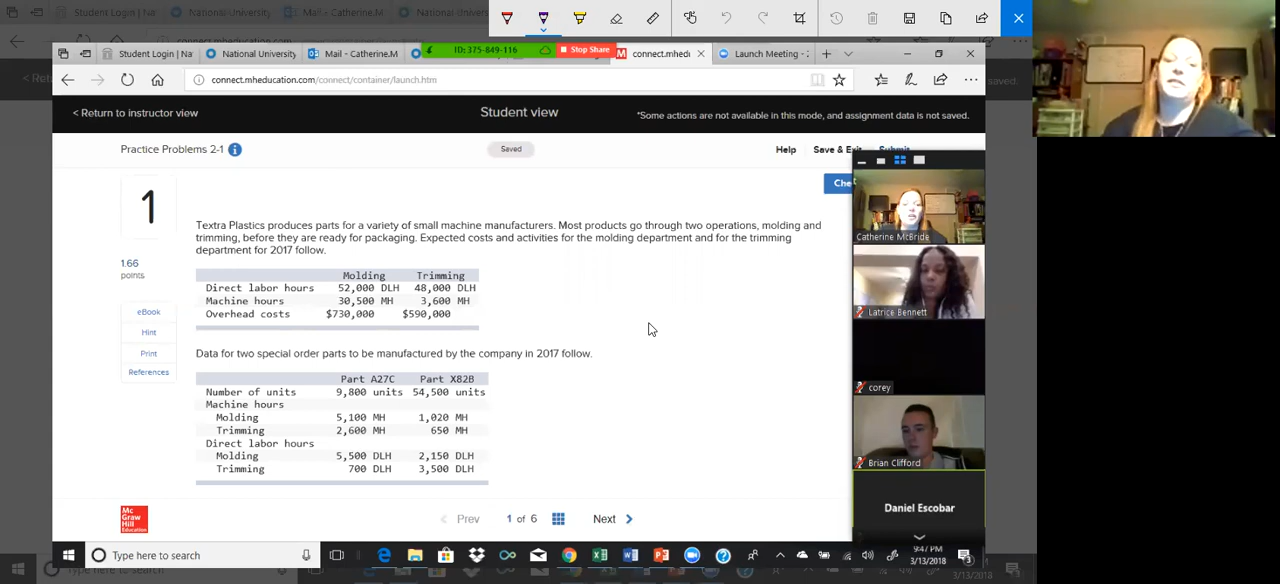 Student Login | Na
National University
Mail - Catherine.M
ID: 375-849-116
Stop Share
connect.mhedu
Launch Meeting - Z
connect.mheducation.com/connect/container/launch.htm
< Return to instructor view
Student view
*Some actions are not available in this mode, and assignment data is not saved.
Practice Problems 2-1
Saved
Help
Save & Exit
Submit
Che
1
1.66
points
eBook
Hint
Print
References
Textra Plastics produces parts for a variety of small machine manufacturers. Most products go through two operations, molding and
trimming, before they are ready for packaging. Expected costs and activities for the molding department and for the trimming
department for 2017 follow.
Molding Trimming
Direct labor hours 52,000 DLH 48,000 DLH
Machine hours 30,500 MH 3,600 MH
Overhead costs $730,000 $590,000
Data for two special order parts to be manufactured by the company in 2017 follow.
Part A27C Part X82B
Number of units 9,800 units 54,500 units
Machine hours
Molding 5,100 MH 1,020 MH
Trimming 2,600 MH 650 MH
Direct labor hours
Molding 5,500 DLH 2,150 DLH
Trimming 700 DLH 3,500 DLH
Catherine McBride
Latrice Bennett
corey
Brian Clifford
Daniel Escobar
Mc
Graw
Hill
Education
Prev
1 of 6
Next
Type here to search
9:47 PM
3/13/2018